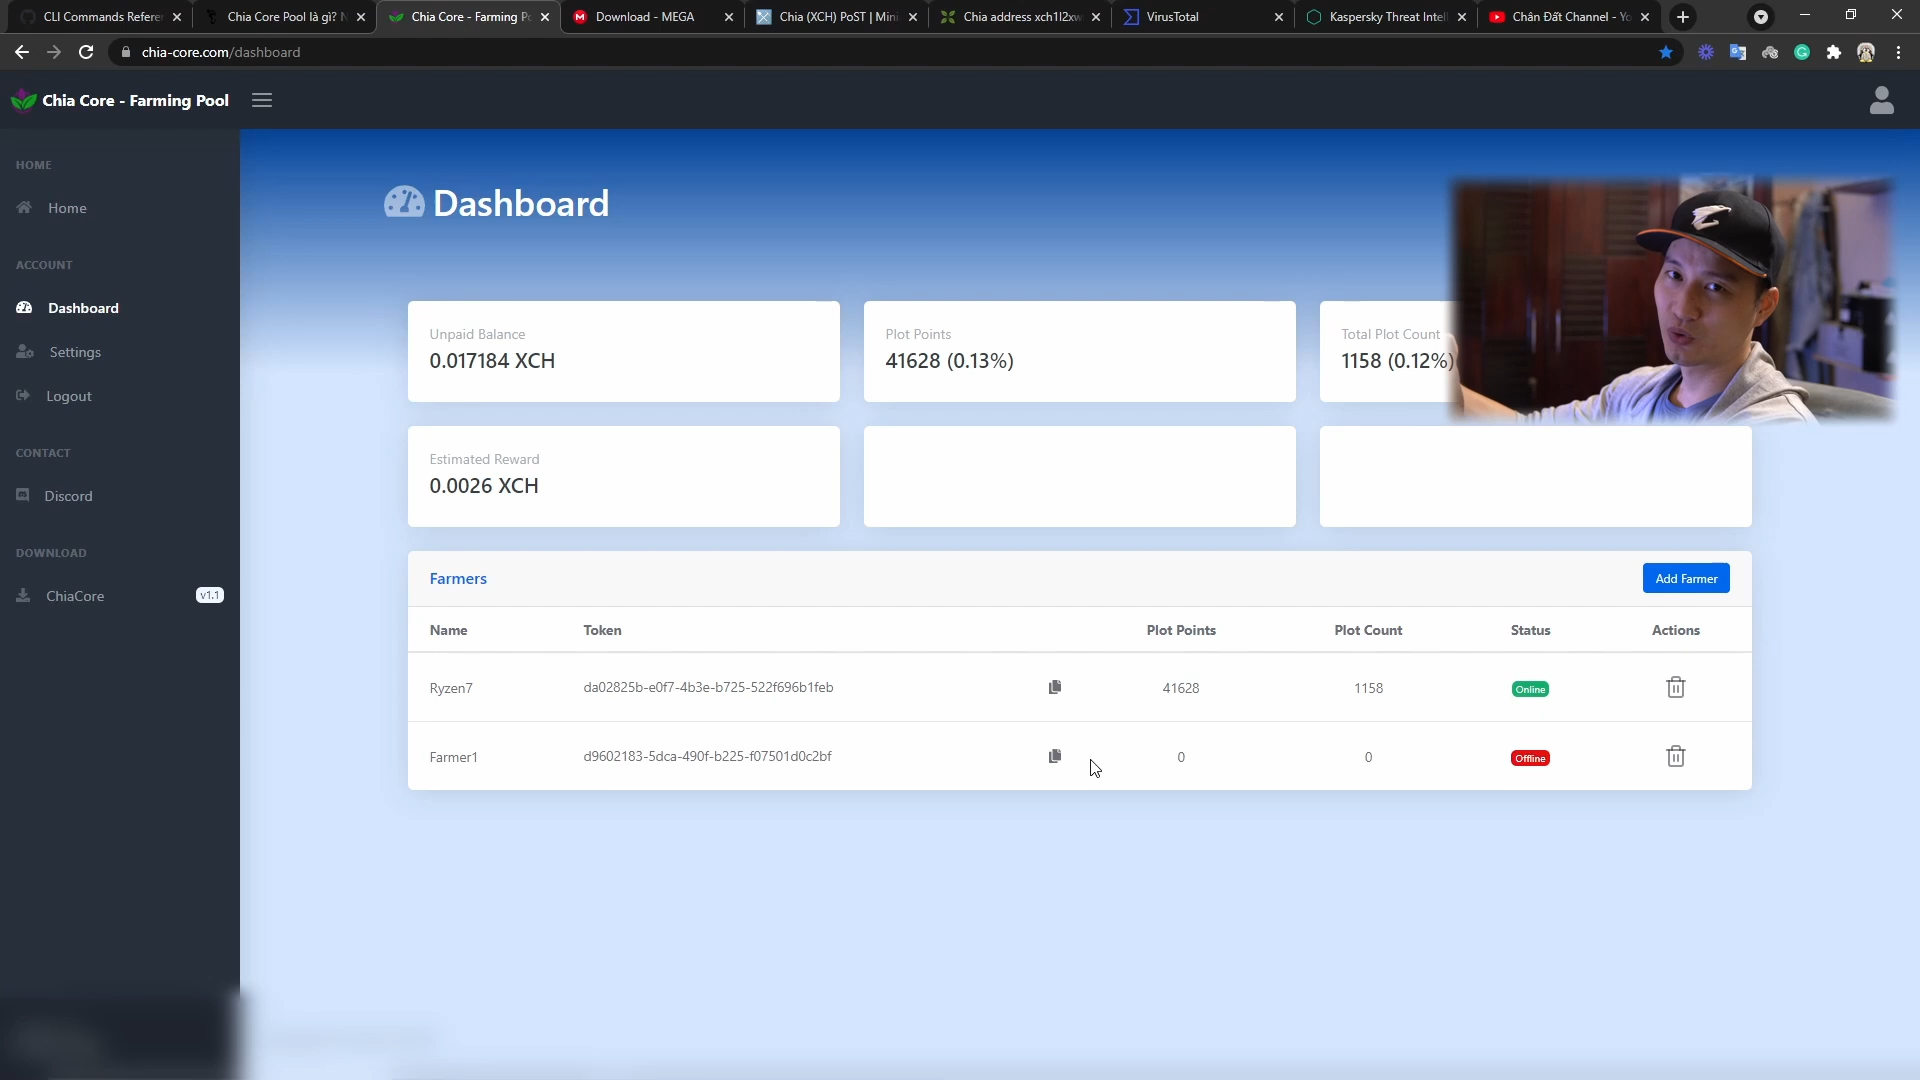 CLI Commands Referer
Chia Core Pool là gì? N
Chia Core - Farming Po
Download - MEGA
Chia (XCH) PoST | Mini
Chia address xch1l2xw
VirusTotal
Kaspersky Threat Intell
Chân Đất Channel - Yo
chia-core.com/dashboard
Chia Core - Farming Pool
HOME
Home
ACCOUNT
Dashboard
Settings
Logout
CONTACT
Discord
DOWNLOAD
ChiaCore v1.1
Dashboard
Unpaid Balance
0.017184 XCH
Plot Points
41628 (0.13%)
Total Plot Count
1158 (0.12%)
Estimated Reward
0.0026 XCH
Farmers
Add Farmer
Name Token Plot Points Plot Count Status Actions
Ryzen7 da02825b-e0f7-4b3e-b725-522f696b1feb 41628 1158 Online
Farmer1 d9602183-5dca-490f-b225-f07501d0c2bf 0 0 Offline